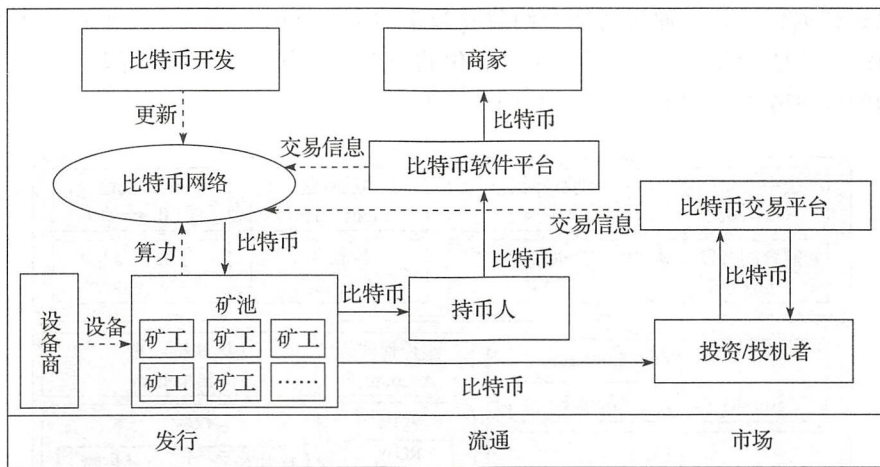 比特币开发
商家
更新
比特币
交易信息
比特币软件平台
比特币网络
比特币交易平台
交易信息
算力
比特币
比特币
比特币
设备商
设备
矿池
矿工
矿工
矿工
矿工
矿工
……
比特币
持币人
投资/投机者
比特币
发行
流通
市场